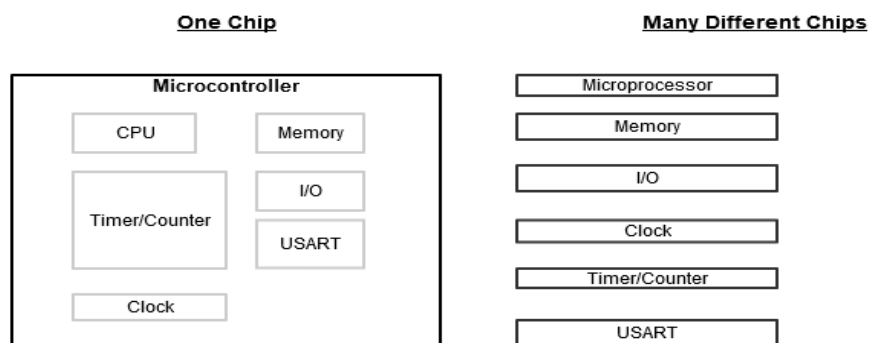 One Chip
Many Different Chips
Microcontroller
CPU
Memory
Timer/Counter
I/O
USART
Clock
Microprocessor
Memory
I/O
Clock
Timer/Counter
USART